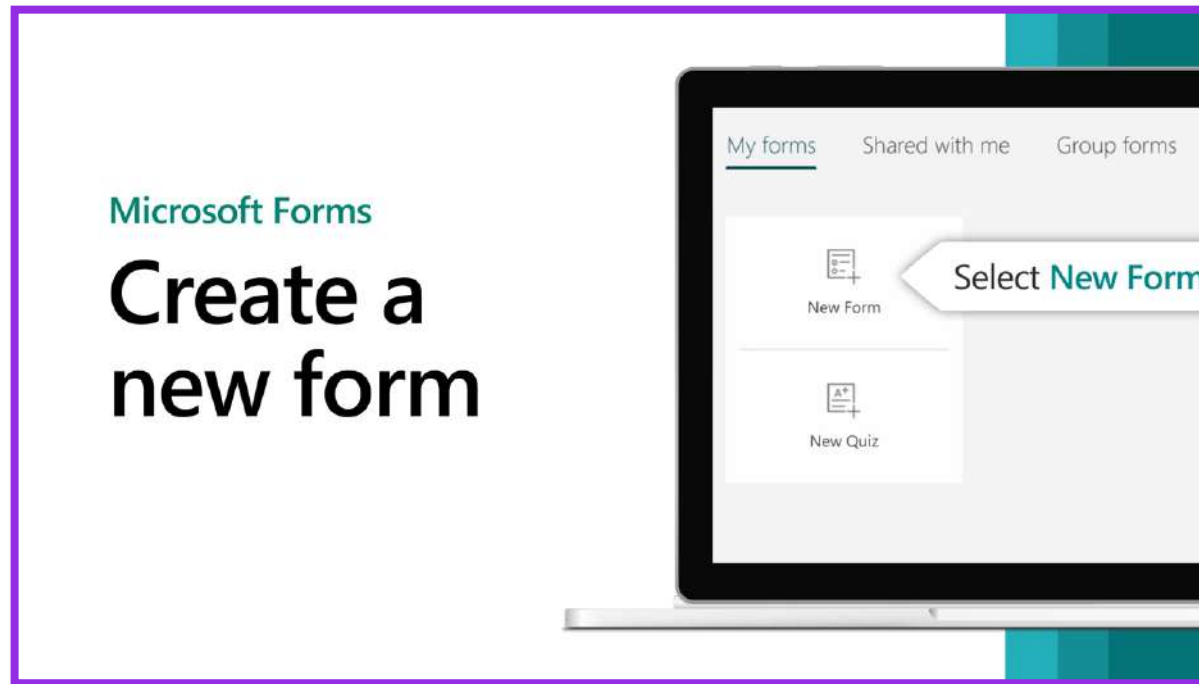 Microsoft Forms
Create a
new form
My forms Shared with me Group forms
New Form
Select New Form
A+
New Quiz